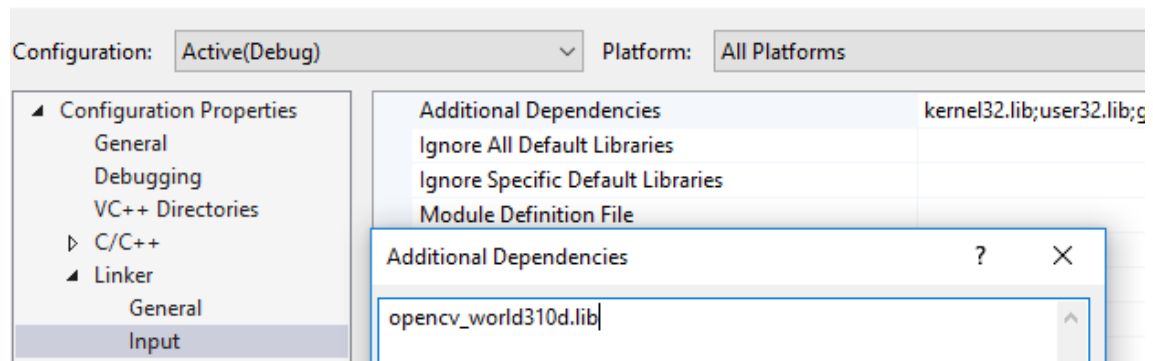 Configuration: Active(Debug) Platform: All Platforms
Configuration Properties
General
Debugging
VC++ Directories
C/C++
Linker
General
Input
Additional Dependencies kernel32.lib;user32.lib;g
Ignore All Default Libraries
Ignore Specific Default Libraries
Module Definition File
Additional Dependencies ?
opencv_world310d.lib